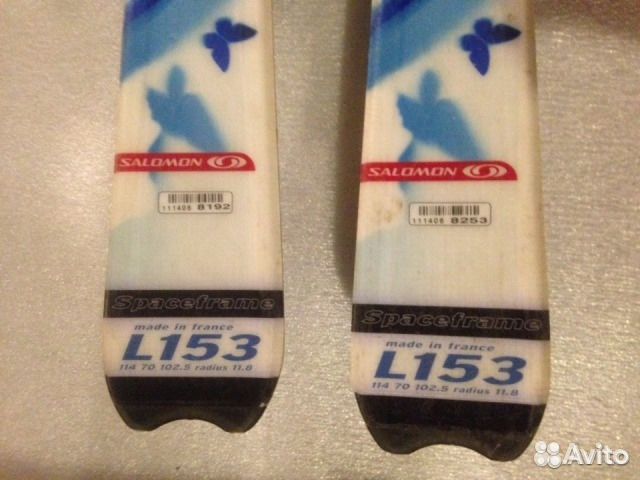 SALOMON
111406 8192
Spaceframe
made in france
L153
114 70 102.5 radius 11.8
SALOMON
111406 8253
Spaceframe
made in france
L153
114 70 102.5 radius 11.8
Avito